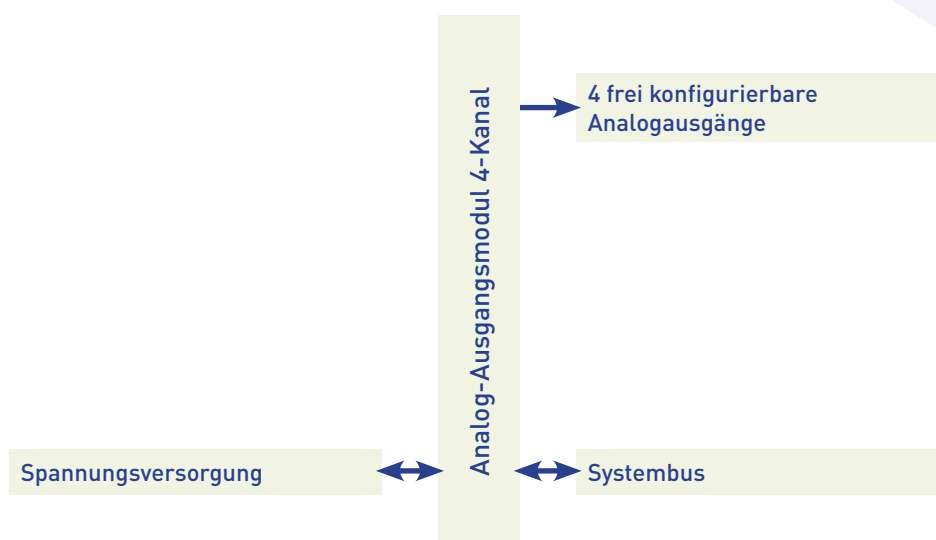 4 frei konfigurierbare
Analogausgänge
Analog-Ausgangsmodul 4-Kanal
Spannungsversorgung
Systembus